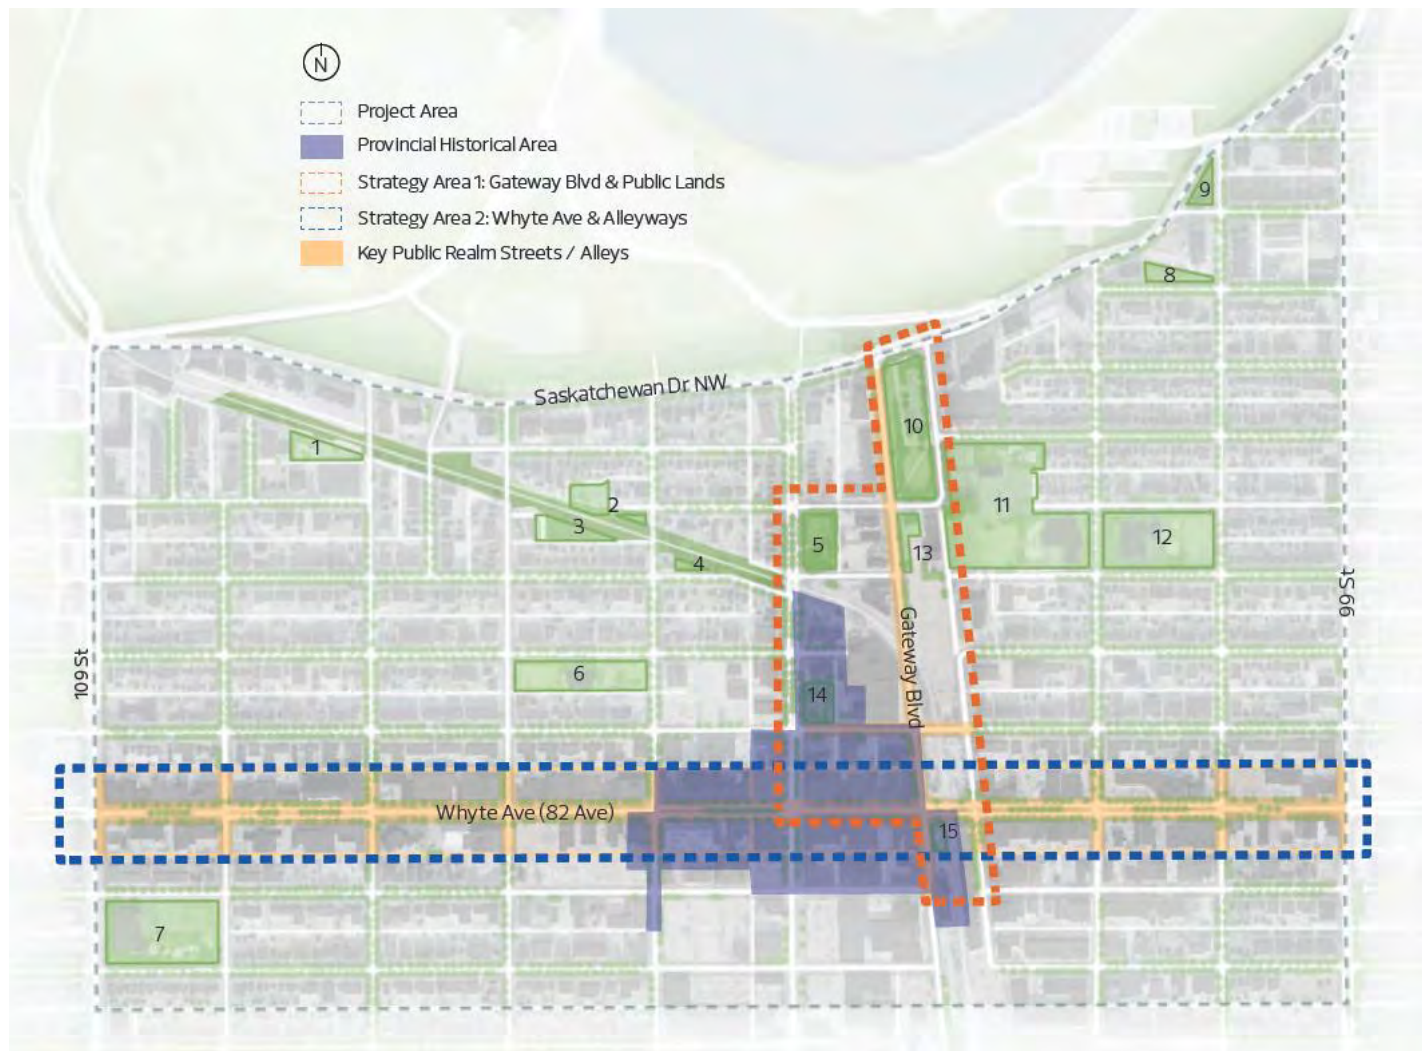 N
Project Area
Provincial Historical Area
Strategy Area 1: Gateway Blvd & Public Lands
Strategy Area 2: Whyte Ave & Alleyways
Key Public Realm Streets / Alleys
9
8
Saskatchewan Dr NW
10
1
2
11
3
12
5
13
4
99 St
Gateway Blvd
109 St
6
14
Whyte Ave (82 Ave)
15
7